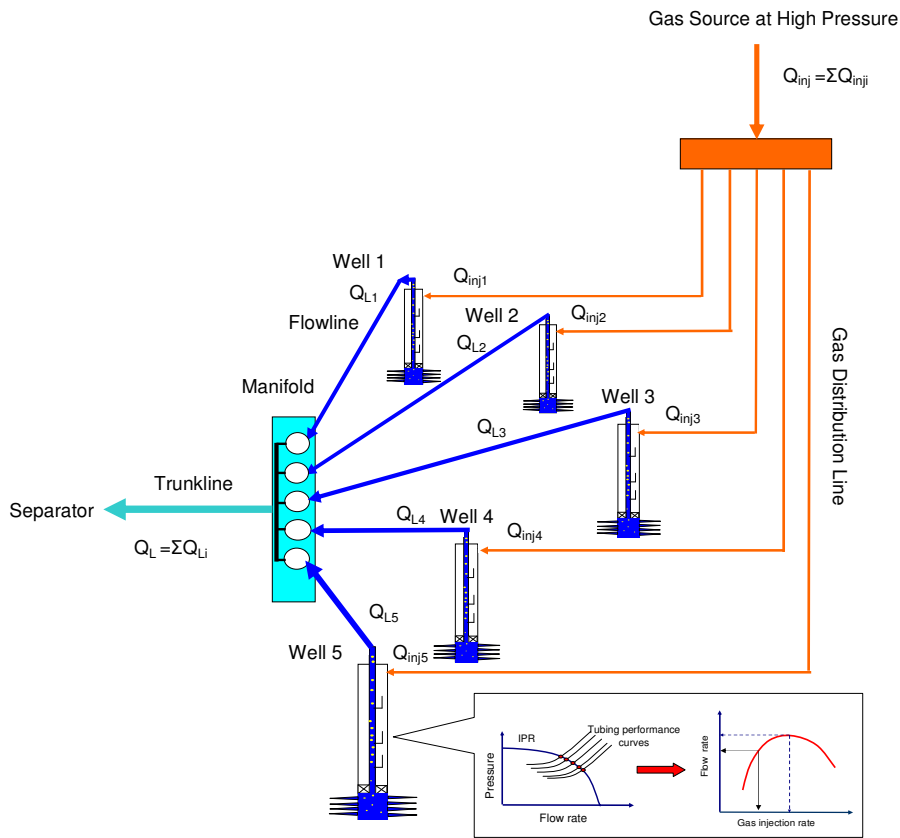 Gas Source at High Pressure
Q_inj =ΣQ_inji
Well 1
Q_inj1
Q_L1
Flowline
Well 2
Q_inj2
Q_L2
Manifold
Well 3
Q_inj3
Q_L3
Gas Distribution Line
Trunkline
Separator
Q_L =ΣQ_Li
Q_L4
Well 4
Q_inj4
Q_L5
Well 5
Q_inj5
IPR
Tubing performance
curves
Pressure
Flow rate
Flow rate
Gas injection rate